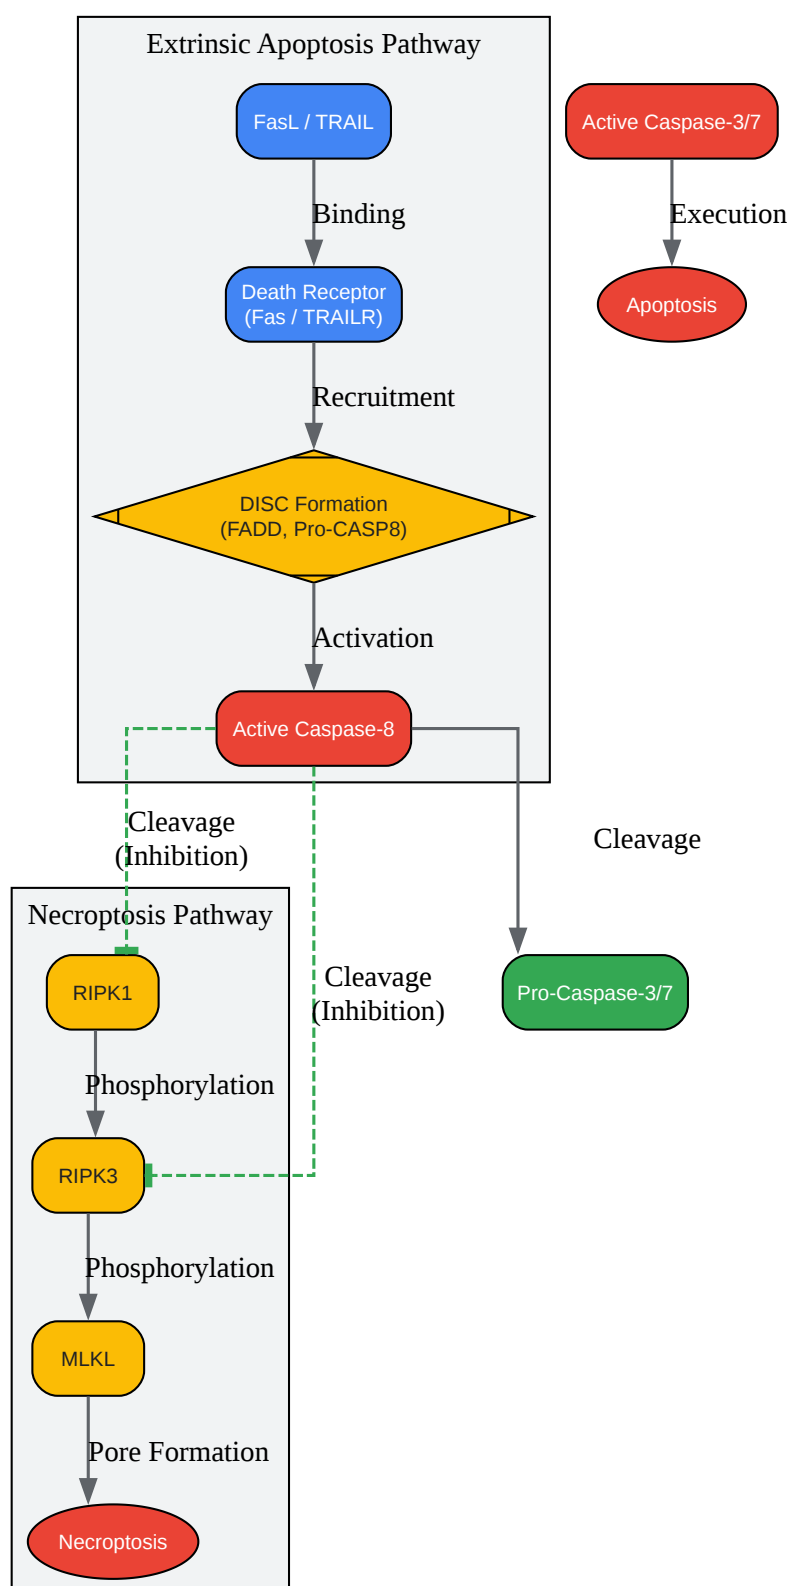 Extrinsic Apoptosis Pathway
FasL / TRAIL
Active Caspase-3/7
Binding
Execution
Death Receptor
(Fas / TRAILR)
Apoptosis
Recruitment
DISC Formation
(FADD, Pro-CASP8)
Activation
Active Caspase-8
Cleavage
(Inhibition)
Cleavage
Necroptosis Pathway
Cleavage
(Inhibition)
RIPK1
Pro-Caspase-3/7
Phosphorylation
RIPK3
Phosphorylation
MLKL
Pore Formation
Necroptosis